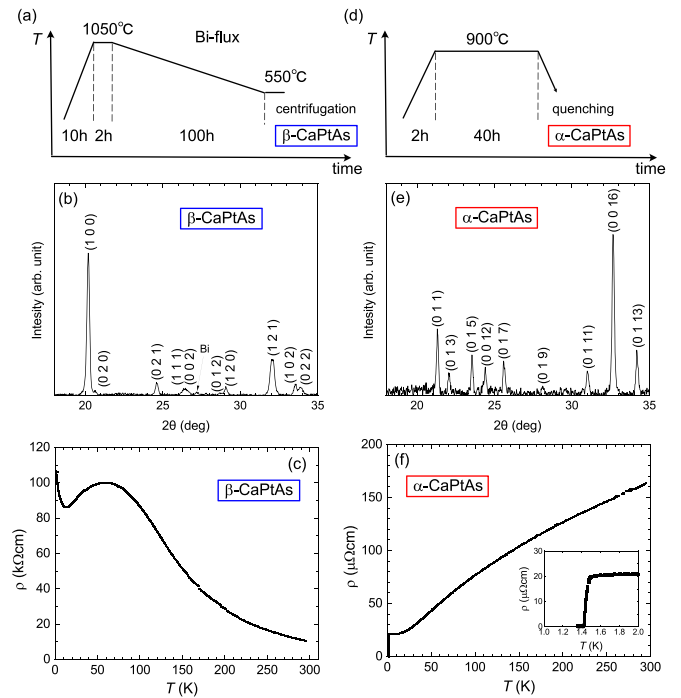 (a)
T
1050°C
Bi-flux
550°C
centrifugation
β-CaPtAs
10h
2h
100h
time
(d)
T
900°C
quenching
α-CaPtAs
2h
40h
time
(b)
β-CaPtAs
Intesity (arb. unit)
(1 0 0)
(0 2 0)
(0 2 1)
(1 1 1)
(0 0 2)
Bi
(0 1 2)
(1 2 0)
(1 2 1)
(1 0 2)
(0 2 2)
20 25 30 35
2θ (deg)
(e)
α-CaPtAs
Intesity (arb. unit)
(0 1 1)
(0 1 3)
(0 1 5)
(0 0 12)
(0 1 7)
(0 1 9)
(0 1 11)
(0 0 16)
(0 1 13)
20 25 30 35
2θ (deg)
(c)
β-CaPtAs
ρ (kΩcm)
120
100
80
60
40
20
0
0 50 100 150 200 250 300
T (K)
(f)
α-CaPtAs
ρ (μΩcm)
200
150
100
50
0
0 50 100 150 200 250 300
T (K)
ρ (μΩcm)
30
20
10
0
1.0 1.2 1.4 1.6 1.8 2.0
T (K)